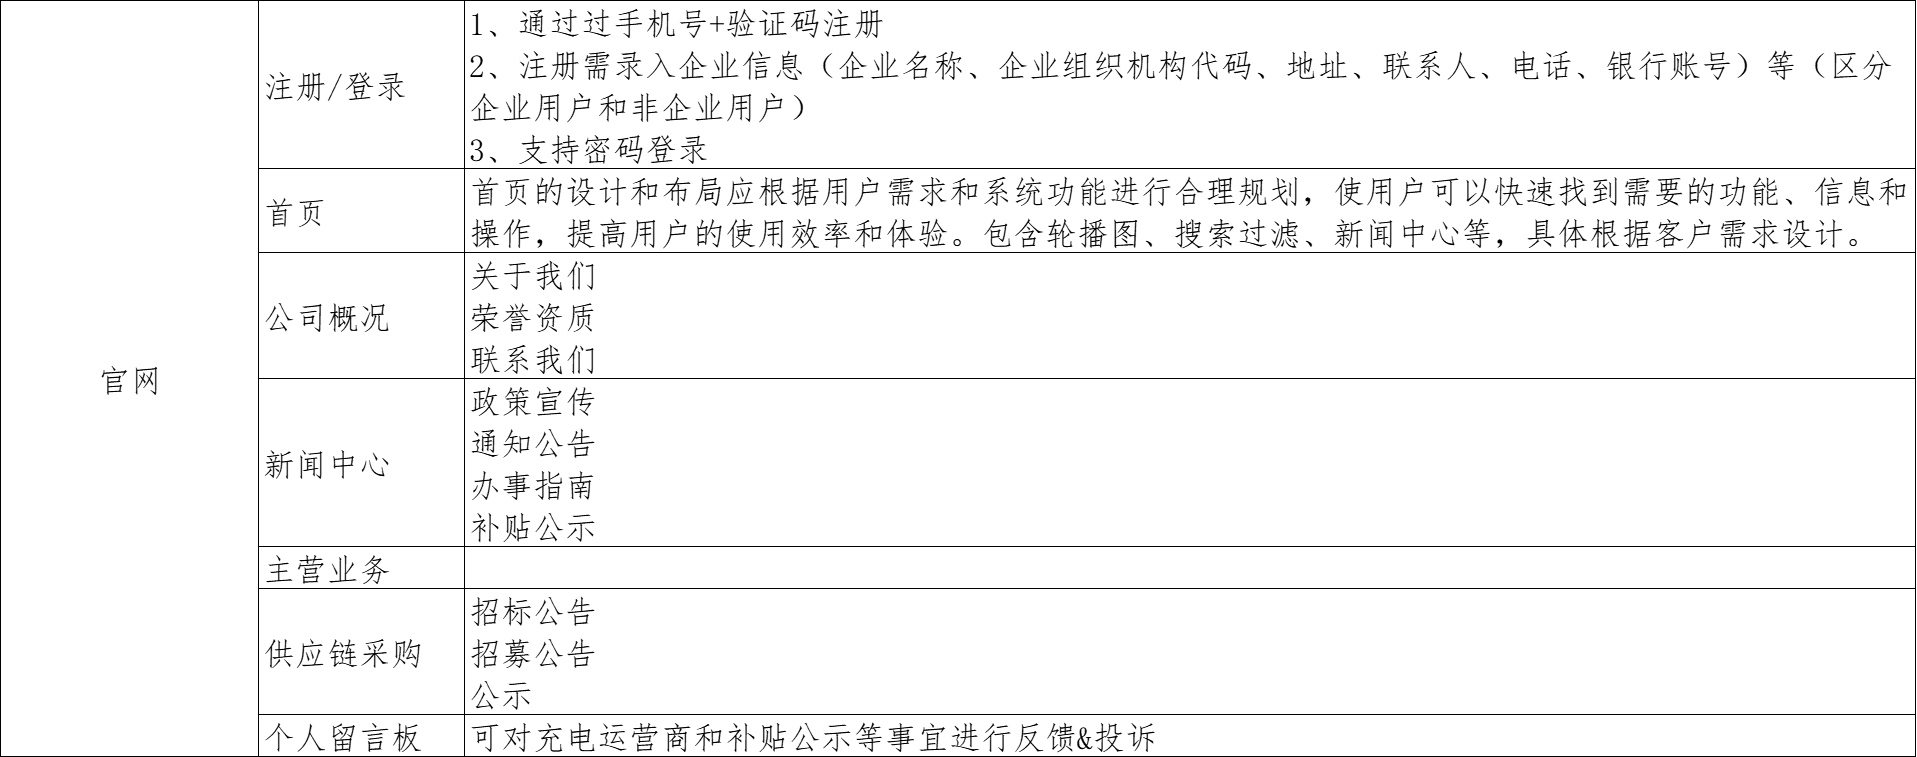 官网
注册/登录
1、通过过手机号+验证码注册
2、注册需录入企业信息（企业名称、企业组织机构代码、地址、联系人、电话、银行账号）等（区分
企业用户和非企业用户）
3、支持密码登录
首页
首页的设计和布局应根据用户需求和系统功能进行合理规划，使用户可以快速找到需要的功能、信息和
操作，提高用户的使用效率和体验。包含轮播图、搜索过滤、新闻中心等，具体根据客户需求设计。
公司概况
关于我们
荣誉资质
联系我们
新闻中心
政策宣传
通知公告
办事指南
补贴公示
主营业务
供应链采购
招标公告
招募公告
公示
个人留言板
可对充电运营商和补贴公示等事宜进行反馈&投诉